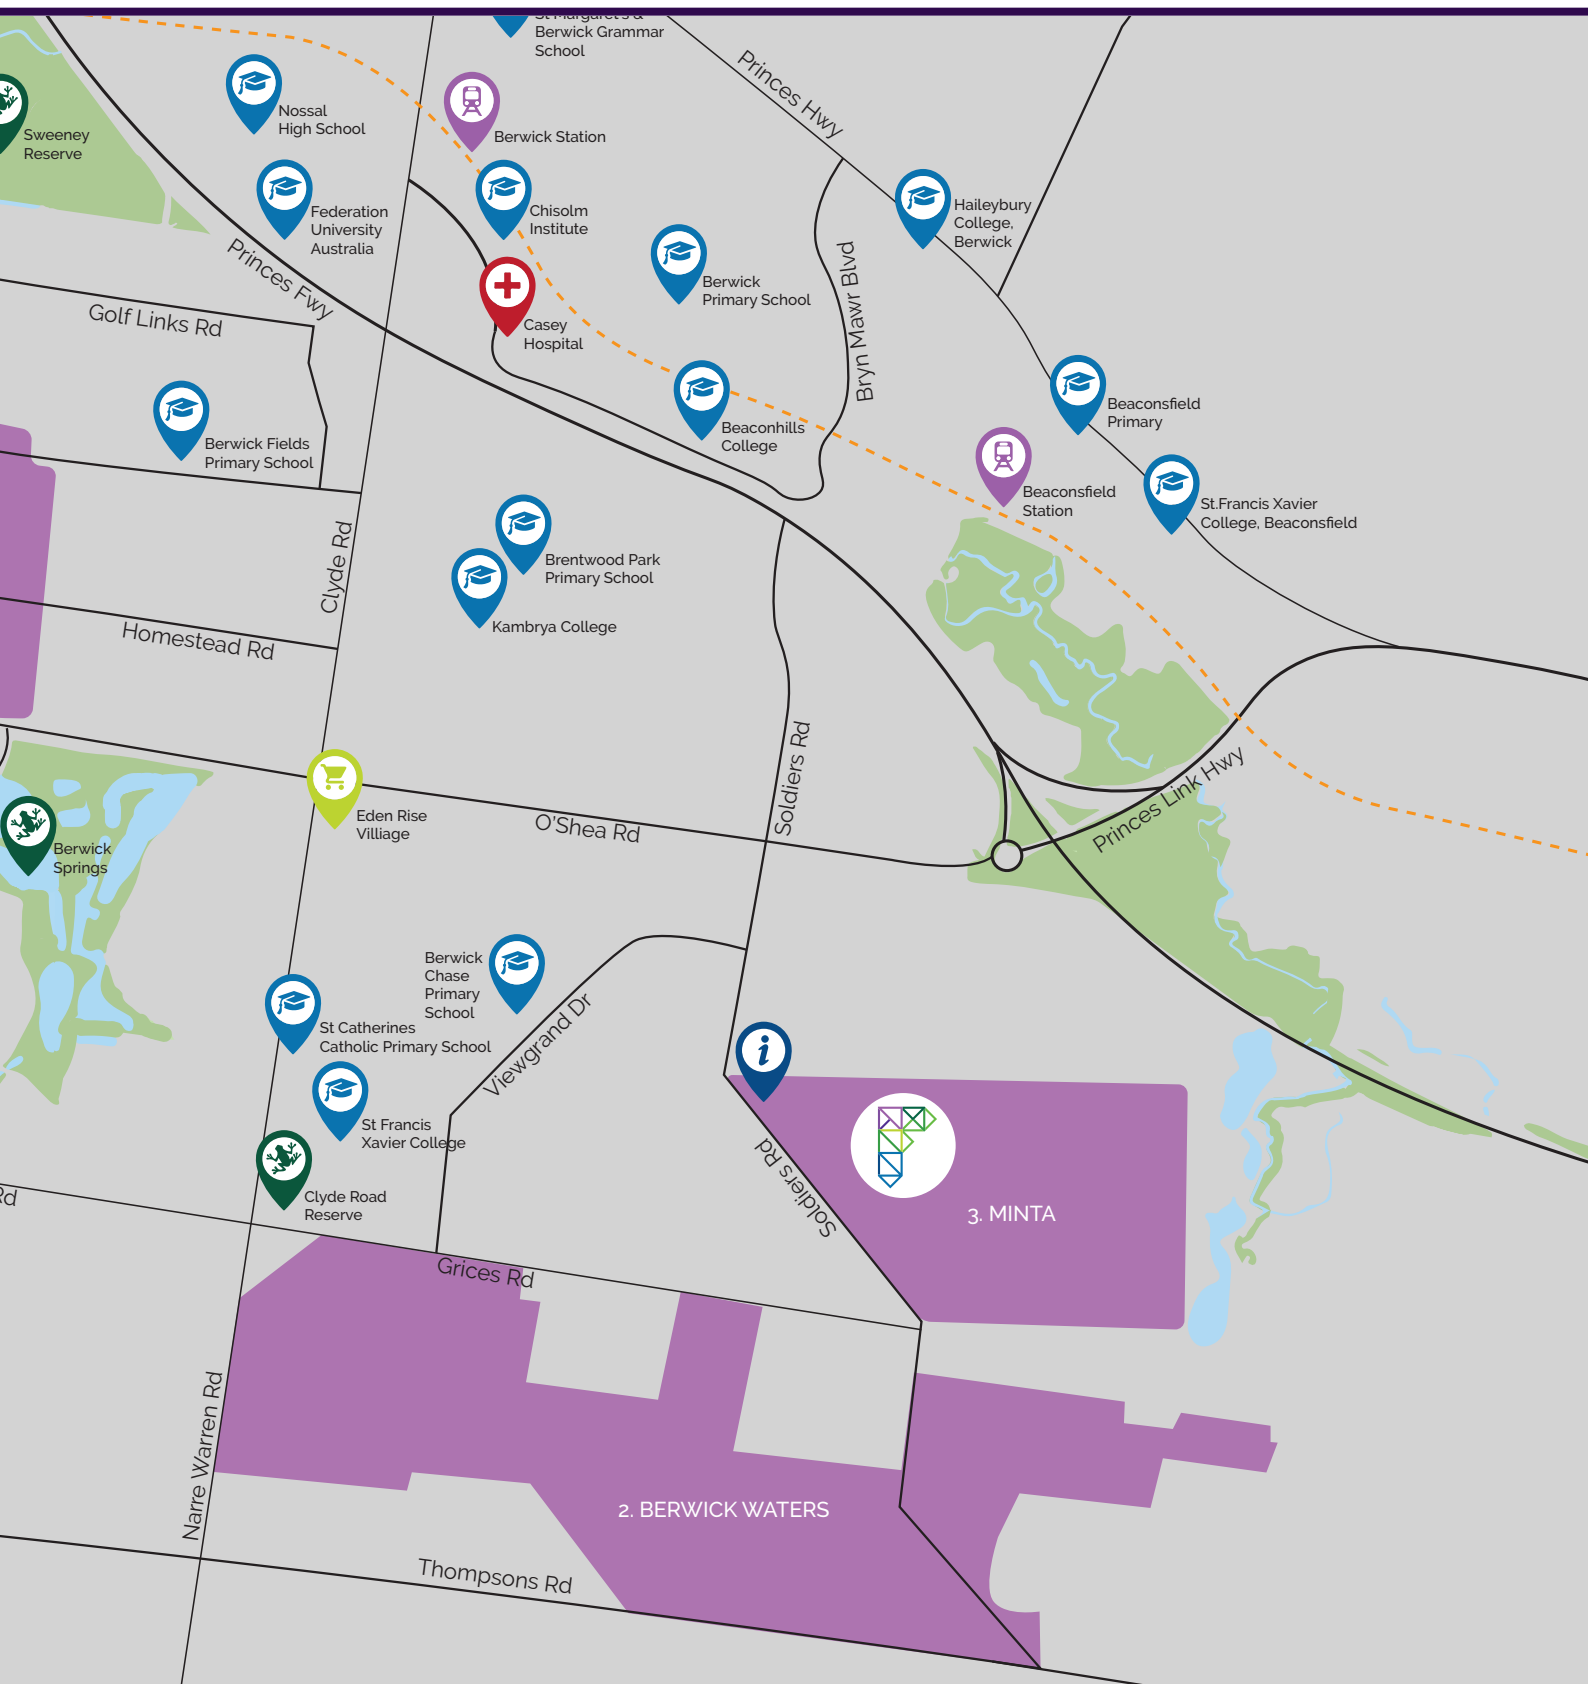 St Margaret's &
Berwick Grammar
School
Princes Hwy
Nossal
High School
Berwick Station
Sweeney
Reserve
Federation
University
Australia
Chisolm
Institute
Haileybury
College,
Berwick
Princes Fwy
Golf Links Rd
Berwick
Primary School
Bryn Mawr Blvd
Casey
Hospital
Berwick Fields
Primary School
Beaconhills
College
Beaconsfield
Primary
Beaconsfield
Station
St.Francis Xavier
College, Beaconsfield
Clyde Rd
Brentwood Park
Primary School
Kambrya College
Homestead Rd
Soldiers Rd
Princes Link Hwy
Eden Rise
Villiage
O'Shea Rd
Berwick
Springs
Berwick
Chase
Primary
School
Viewgrand Dr
St Catherines
Catholic Primary School
i
St Francis
Xavier College
Soldiers Rd
Clyde Road
Reserve
Rd
3. MINTA
Grices Rd
Narre Warren Rd
2. BERWICK WATERS
Thompsons Rd